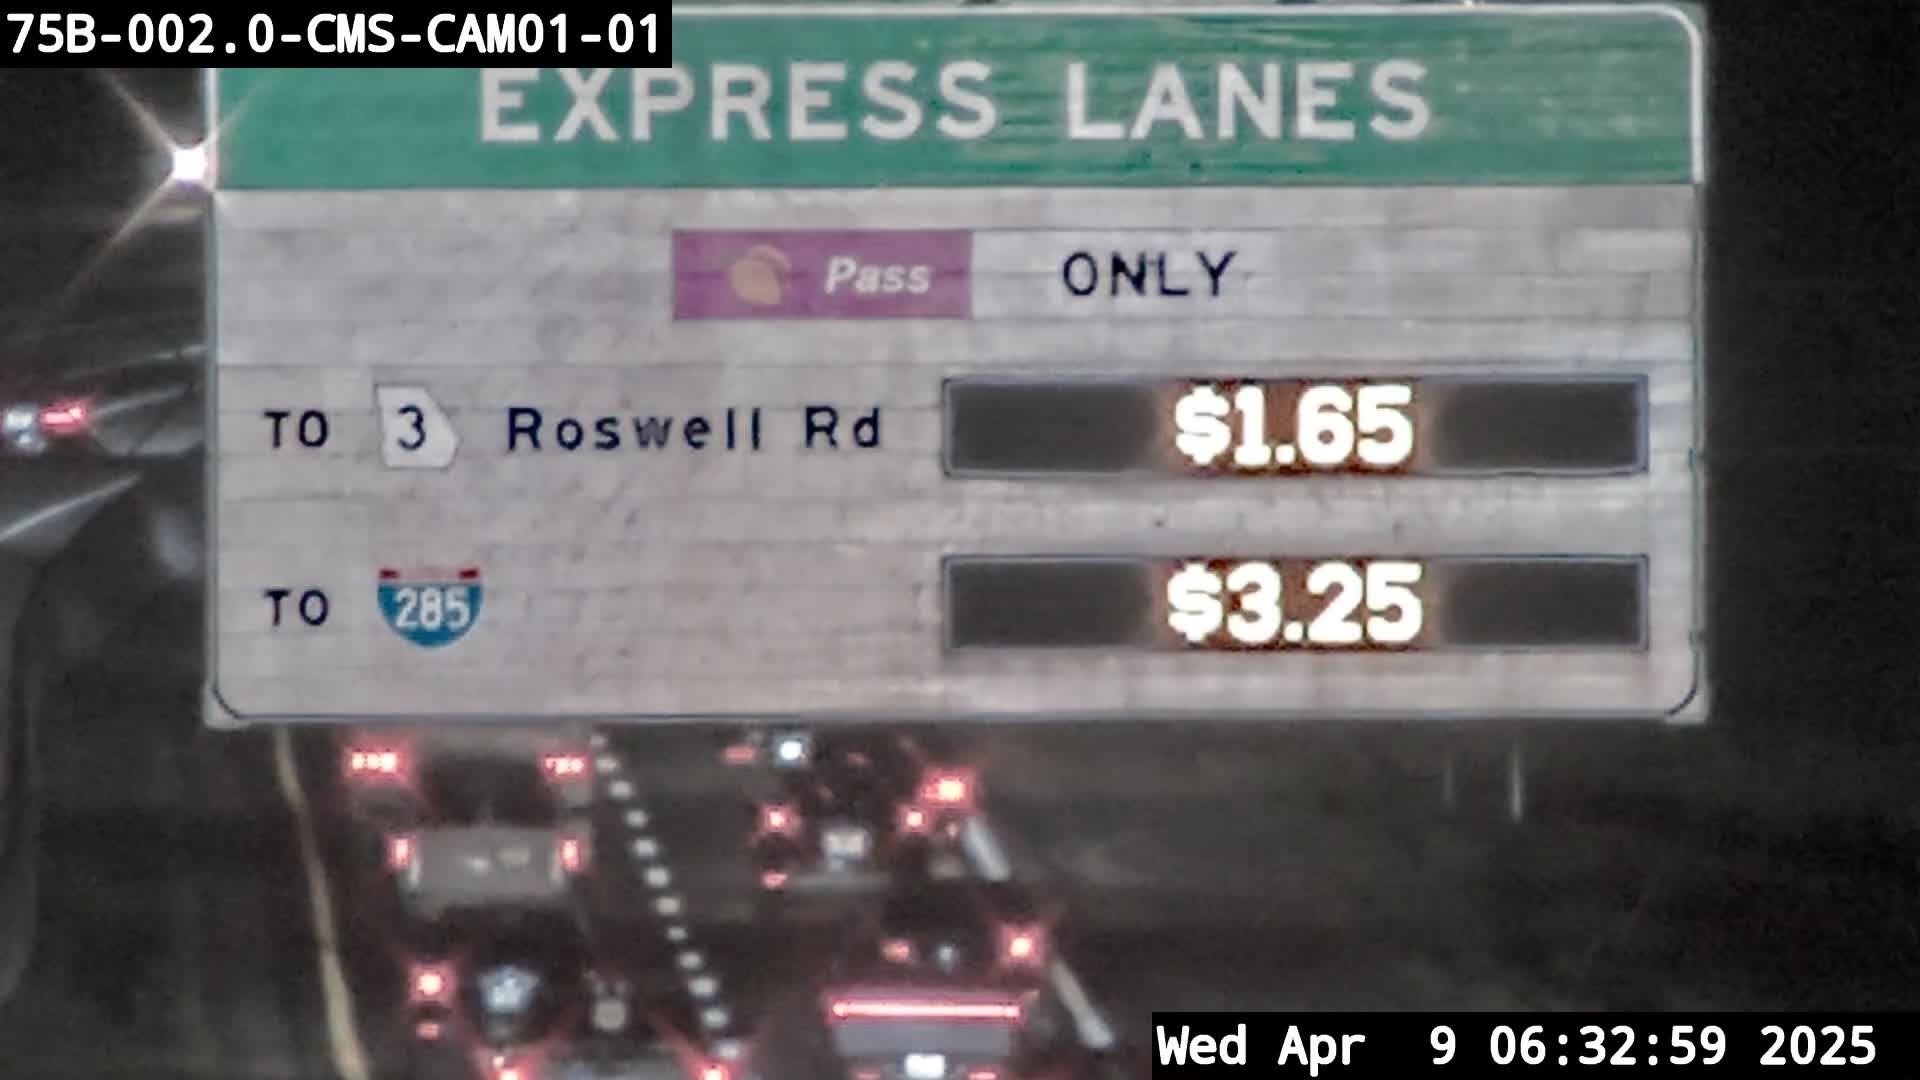 75B-002.0-CMS-CAM01-01
EXPRESS LANES
Pass ONLY
TO 3 Roswell Rd $1.65
TO 285 $3.25
Wed Apr 9 06:32:59 2025